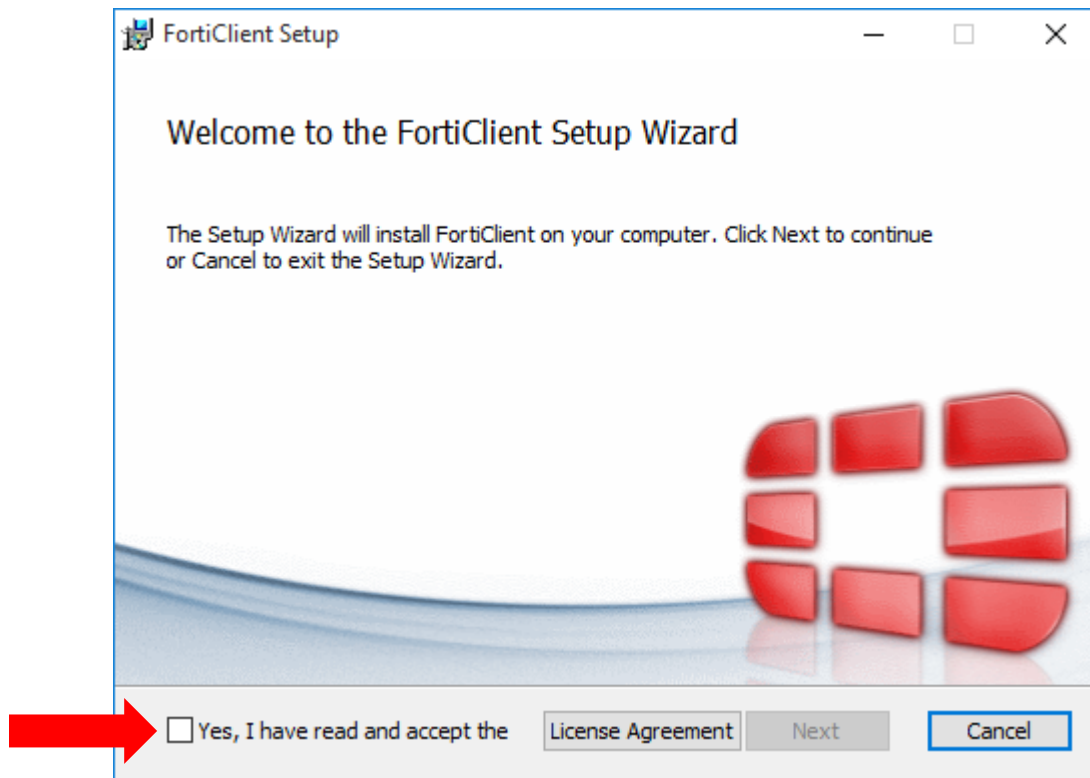 FortiClient Setup
Welcome to the FortiClient Setup Wizard
The Setup Wizard will install FortiClient on your computer. Click Next to continue
or Cancel to exit the Setup Wizard.
Yes, I have read and accept the License Agreement Next Cancel